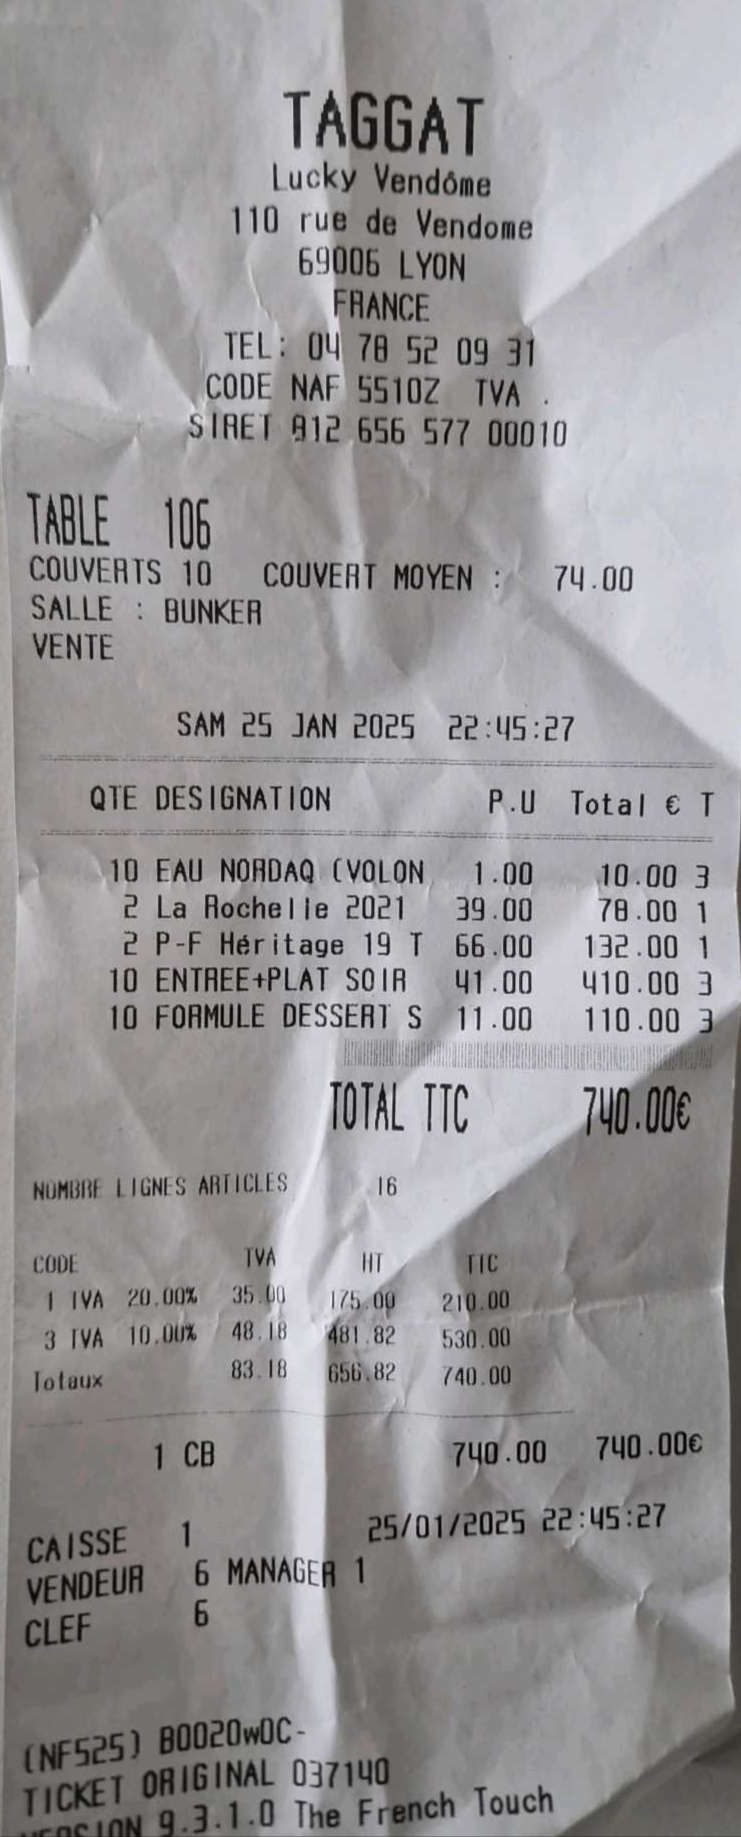 TAGGAT
Lucky Vendôme
110 rue de Vendome
69006 LYON
FRANCE
TEL: 04 78 52 09 31
CODE NAF 5510Z TVA .
SIRET 812 656 577 00010
TABLE 106
COUVERTS 10 COUVERT MOYEN : 74.00
SALLE : BUNKER
VENTE
SAM 25 JAN 2025 22:45:27
QTE DESIGNATION P.U Total € T
10 EAU NORDAQ (VOLON 1.00 10.00 3
2 La Rochelle 2021 39.00 78.00 1
2 P-F Héritage 19 T 66.00 132.00 1
10 ENTREE+PLAT SOIR 41.00 410.00 3
10 FORMULE DESSERT S 11.00 110.00 3
TOTAL TTC 740.00€
NOMBRE LIGNES ARTICLES 16
CODE TVA HT TTC
1 TVA 20.00% 35.00 175.00 210.00
3 TVA 10.00% 48.18 481.82 530.00
Totaux 83.18 656.82 740.00
1 CB 740.00 740.00€
CAISSE 1 25/01/2025 22:45:27
VENDEUR 6 MANAGER 1
CLEF 6
(NF525) B0020w0C-
TICKET ORIGINAL 037140
VERSION 9.3.1.0 The French Touch